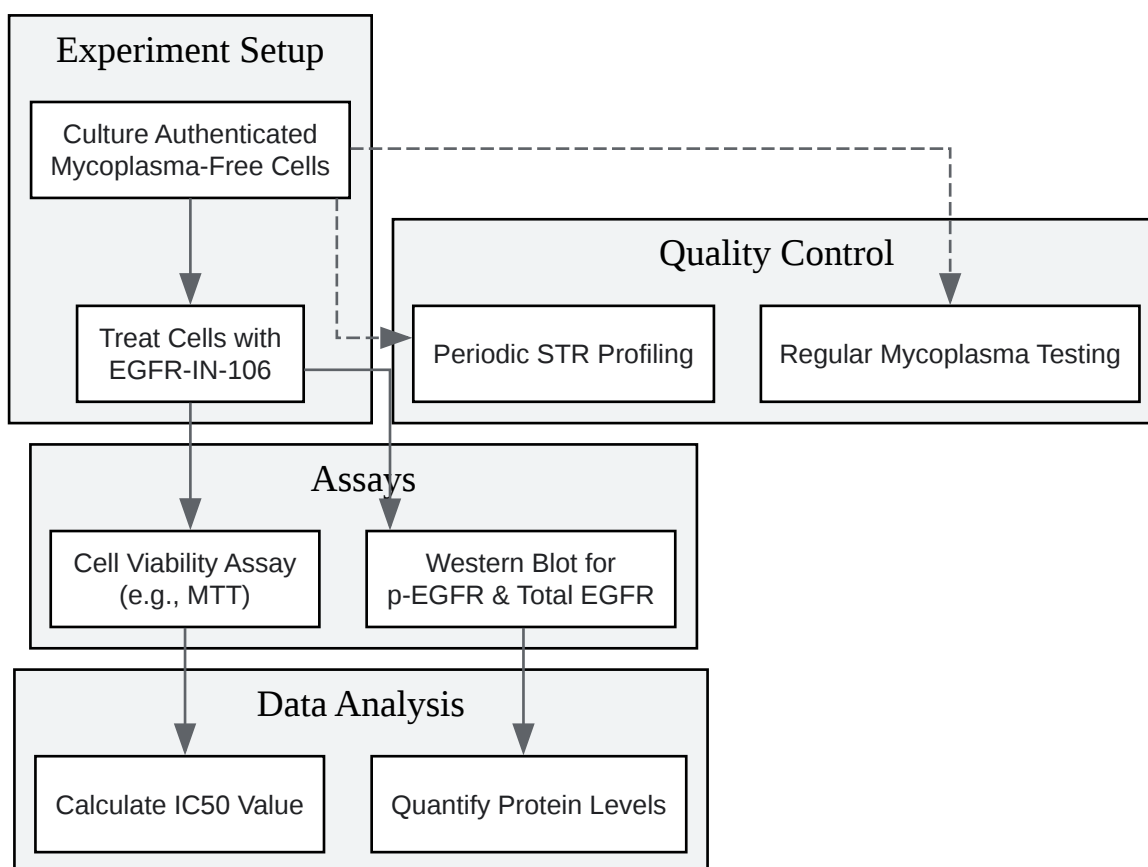 Experiment Setup
Culture Authenticated
Mycoplasma-Free Cells
Treat Cells with
EGFR-IN-106
Quality Control
Periodic STR Profiling
Regular Mycoplasma Testing
Assays
Cell Viability Assay
(e.g., MTT)
Western Blot for
p-EGFR & Total EGFR
Data Analysis
Calculate IC50 Value
Quantify Protein Levels